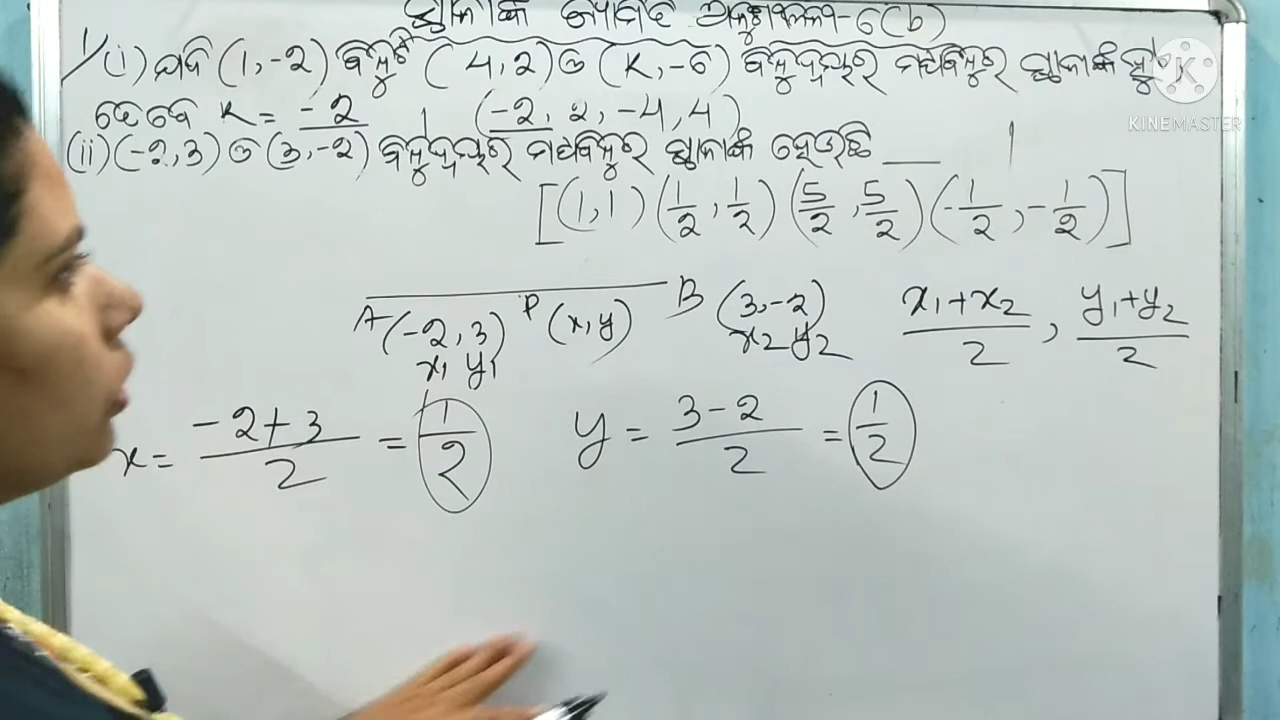 ସ୍ଥାନାଙ୍କ ଜ୍ୟାମିତି ଅନୁଶୀଳନୀ-6(b)
1/(i) ଯଦି (1,-2) ବିନ୍ଦୁଟି (4,2) ଓ (K,-6) ବିନ୍ଦୁଦ୍ୱୟର ମଧ୍ୟବିନ୍ଦୁର ସ୍ଥାନାଙ୍କ
ତେବେ K = -2 (-2, 2, -4, 4)
(ii) (-2,3) ଓ (3,-2) ବିନ୍ଦୁଦ୍ୱୟର ମଧ୍ୟବିନ୍ଦୁର ସ୍ଥାନାଙ୍କ ହେଉଛି ___ |
[(1,1) (1/2, 1/2) (5/2, 5/2) (-1/2, -1/2)]
A (-2, 3) P (x, y) B (3, -2) x₁+x₂/2, y₁+y₂/2
x₁ y₁ x₂ y₂
x = -2+3/2 = 1/2 y = 3-2/2 = 1/2
K
KINEMASTER